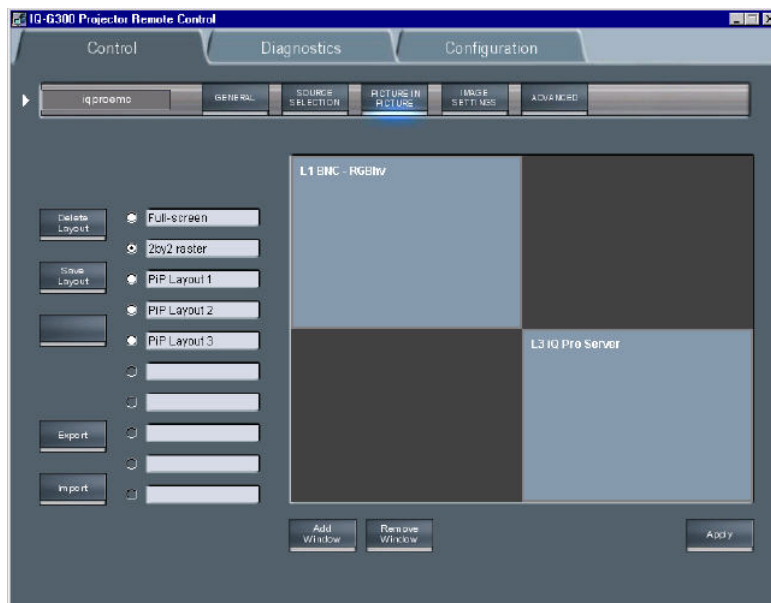 IQ-G300 Projector Remote Control
Control
Diagnostics
Configuration
iqproemo
GENERAL
SOURCE
SELECTION
PICTURE IN
PICTURE
IMAGE
SETTINGS
ADVANCED
L1 BNC - RGBhv
Delete
Layout
Full-screen
2by2 raster
Save
Layout
PiP Layout 1
PiP Layout 2
PiP Layout 3
L3 IQ Pro Server
Export
Import
Add
Window
Remove
Window
Apply